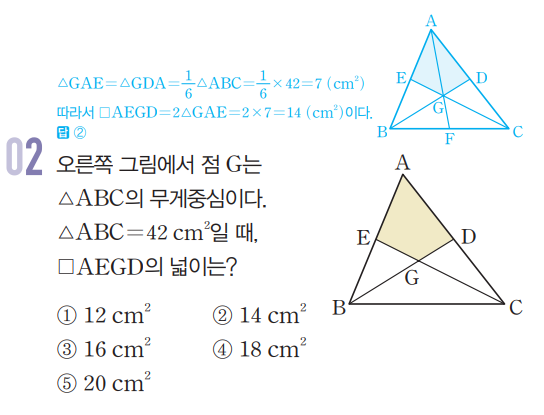 △GAE=△GDA=1/6△ABC=1/6×42=7 (cm²)
따라서 □AEGD=2△GAE=2×7=14 (cm²)이다.
답 ②
A
E
D
G
B
F
C
02
오른쪽 그림에서 점 G는
△ABC의 무게중심이다.
△ABC=42 cm²일 때,
□AEGD의 넓이는?
① 12 cm² ② 14 cm²
③ 16 cm² ④ 18 cm²
⑤ 20 cm²
A
E
D
G
B
C